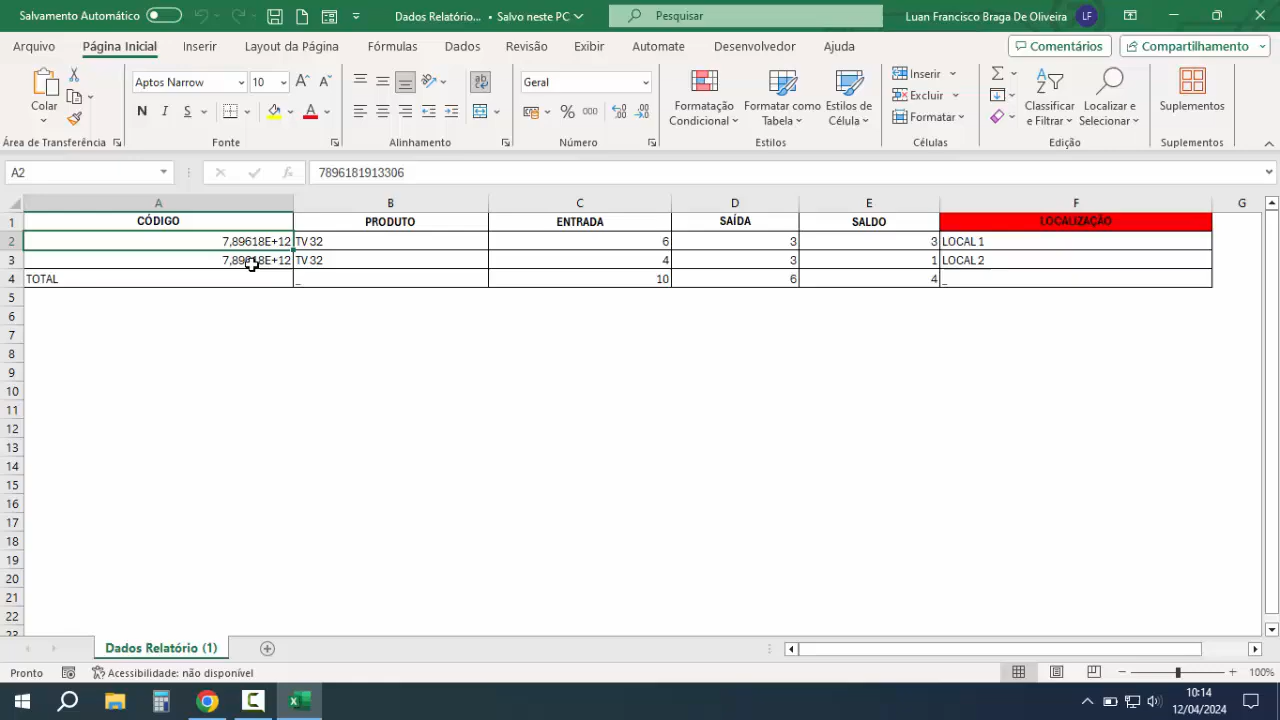 Salvamento Automático
Dados Relatório... • Salvo neste PC
Pesquisar
Luan Francisco Braga De Oliveira
LF
Arquivo
Página Inicial
Inserir
Layout da Página
Fórmulas
Dados
Revisão
Exibir
Automate
Desenvolvedor
Ajuda
Comentários
Compartilhamento
Colar
Aptos Narrow
10
N I S
Geral
Formatação Condicional
Formatar como Tabela
Estilos de Célula
Inserir
Excluir
Formatar
Classificar e Filtrar
Localizar e Selecionar
Suplementos
Área de Transferência
Fonte
Alinhamento
Número
Estilos
Células
Edição
Suplementos
A2
fx
7896181913306
A B C D E F G
1 CÓDIGO PRODUTO ENTRADA SAÍDA SALDO LOCALIZAÇÃO
2 7,89618E+12 TV 32 6 3 3 LOCAL 1
3 7,89618E+12 TV 32 4 3 1 LOCAL 2
4 TOTAL _ 10 6 4 _
5
6
7
8
9
10
11
12
13
14
15
16
17
18
19
20
21
22
23
Dados Relatório (1)
Pronto
Acessibilidade: não disponível
100%
10:14
12/04/2024